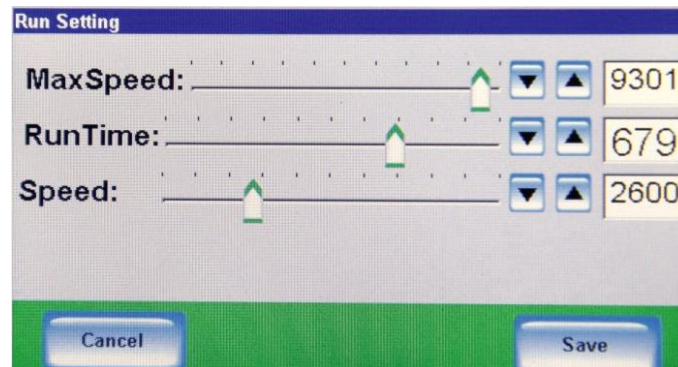 Run Setting
MaxSpeed: 9301
RunTime: 679
Speed: 2600
Cancel Save